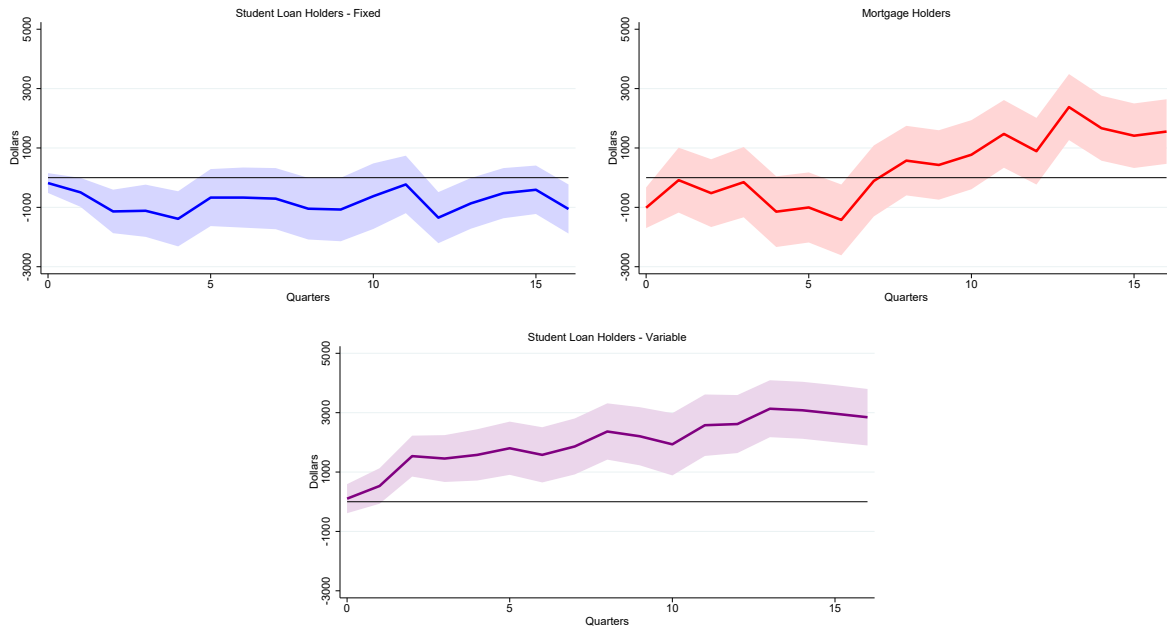 Student Loan Holders - Fixed
5000
3000
1000
-1000
-3000
Dollars
0 5 10 15
Quarters
Mortgage Holders
5000
3000
1000
-1000
-3000
Dollars
0 5 10 15
Quarters
Student Loan Holders - Variable
5000
3000
1000
-1000
-3000
Dollars
0 5 10 15
Quarters